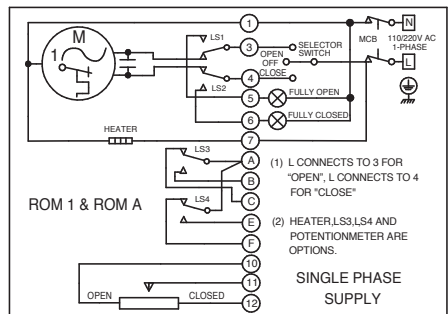 M
1
LS1
LS2
1
3
4
5
6
7
OPEN
OFF
CLOSE
SELECTOR
SWITCH
FULLY OPEN
FULLY CLOSED
MCB
N
110/220V AC
1-PHASE
L
HEATER
LS3
LS4
A
B
C
E
F
ROM 1 & ROM A
(1) L CONNECTS TO 3 FOR
“OPEN”, L CONNECTS TO 4
FOR "CLOSE"
(2) HEATER,LS3,LS4 AND
POTENTIONMETER ARE
OPTIONS.
10
11
12
OPEN
CLOSED
SINGLE PHASE
SUPPLY